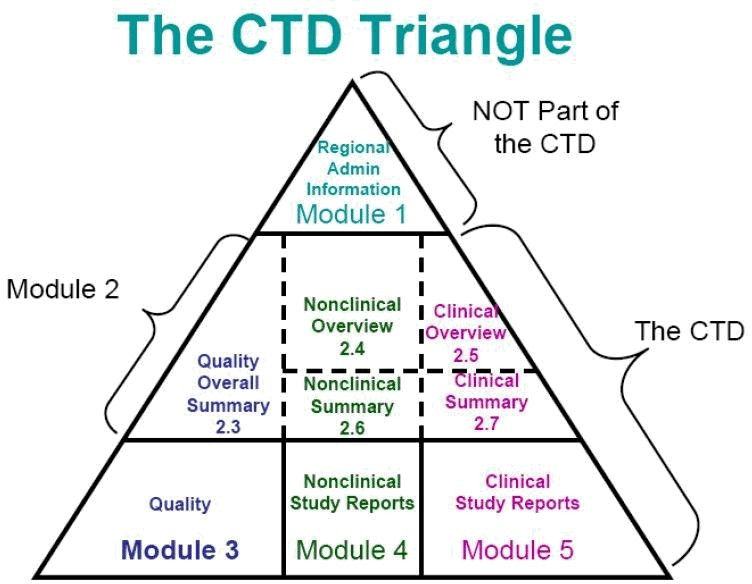 The CTD Triangle
NOT Part of
the CTD
Regional
Admin
Information
Module 1
Module 2
The CTD
Quality
Overall
Summary
2.3
Nonclinical
Overview
2.4
Clinical
Overview
2.5
Nonclinical
Summary
2.6
Clinical
Summary
2.7
Quality
Module 3
Nonclinical
Study Reports
Module 4
Clinical
Study Reports
Module 5